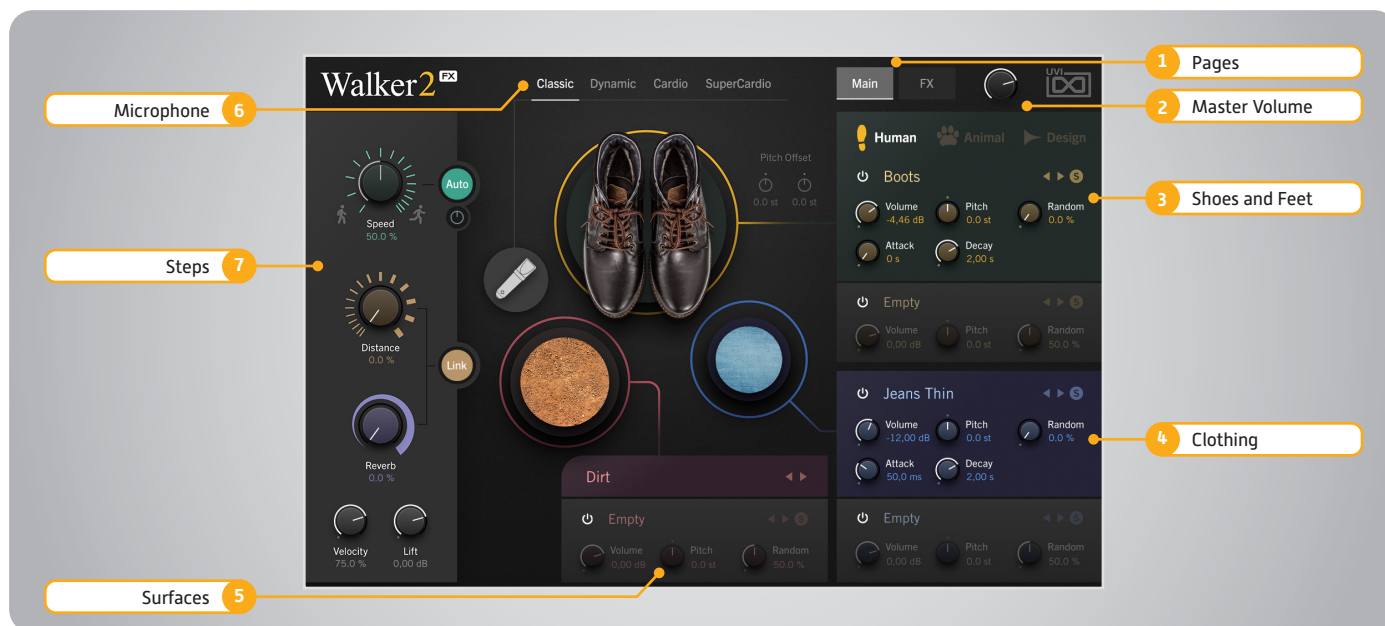 Walker2 FX
Classic Dynamic Cardio SuperCardio
Main FX
UVI
1 Pages
2 Master Volume
Microphone 6
Human Animal Design
Pitch Offset
0.0 st 0.0 st
Boots S
Volume -4,46 dB
Pitch 0.0 st
Random 0.0 %
Attack 0 s
Decay 2,00 s
3 Shoes and Feet
Auto
Speed
50.0 %
Steps 7
Empty S
Volume 0,00 dB
Pitch 0.0 st
Random 50.0 %
Distance
0.0 %
Link
Jeans Thin S
Volume -12,00 dB
Pitch 0.0 st
Random 0.0 %
Attack 50,0 ms
Decay 2,00 s
4 Clothing
Reverb
0.0 %
Dirt
Empty S
Volume 0,00 dB
Pitch 0.0 st
Random 50.0 %
Empty S
Volume 0,00 dB
Pitch 0.0 st
Random 50.0 %
Velocity
75.0 %
Lift
0,00 dB
Surfaces 5